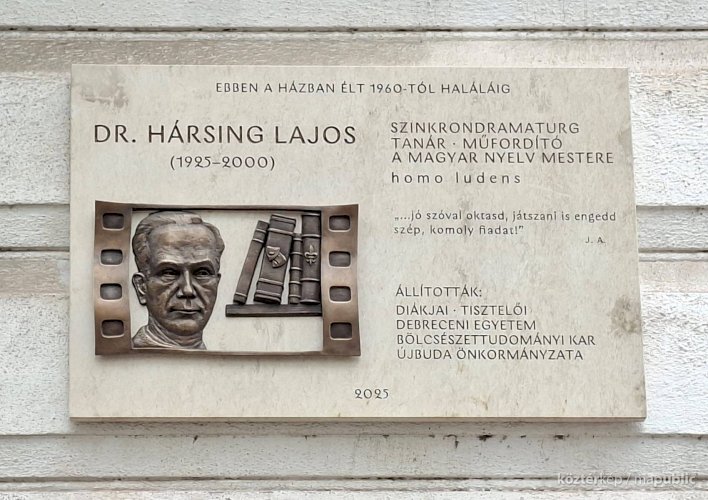 EBBEN A HÁZBAN ÉLT 1960-TÓL HALÁLÁIG
DR. HÁRSING LAJOS
(1925–2000)
SZINKRONDRAMATURG
TANÁR · MŰFORDÍTÓ
A MAGYAR NYELV MESTERE
homo ludens
„...jó szóval oktasd, játszani is engedd
szép, komoly fiadat!”
J. A.
ÁLLÍTOTTÁK:
DIÁKJAI · TISZTELŐI
DEBRECENI EGYETEM
BÖLCSÉSZETTUDOMÁNYI KAR
ÚJBUDA ÖNKORMÁNYZATA
2025
köztérkép / mapublic